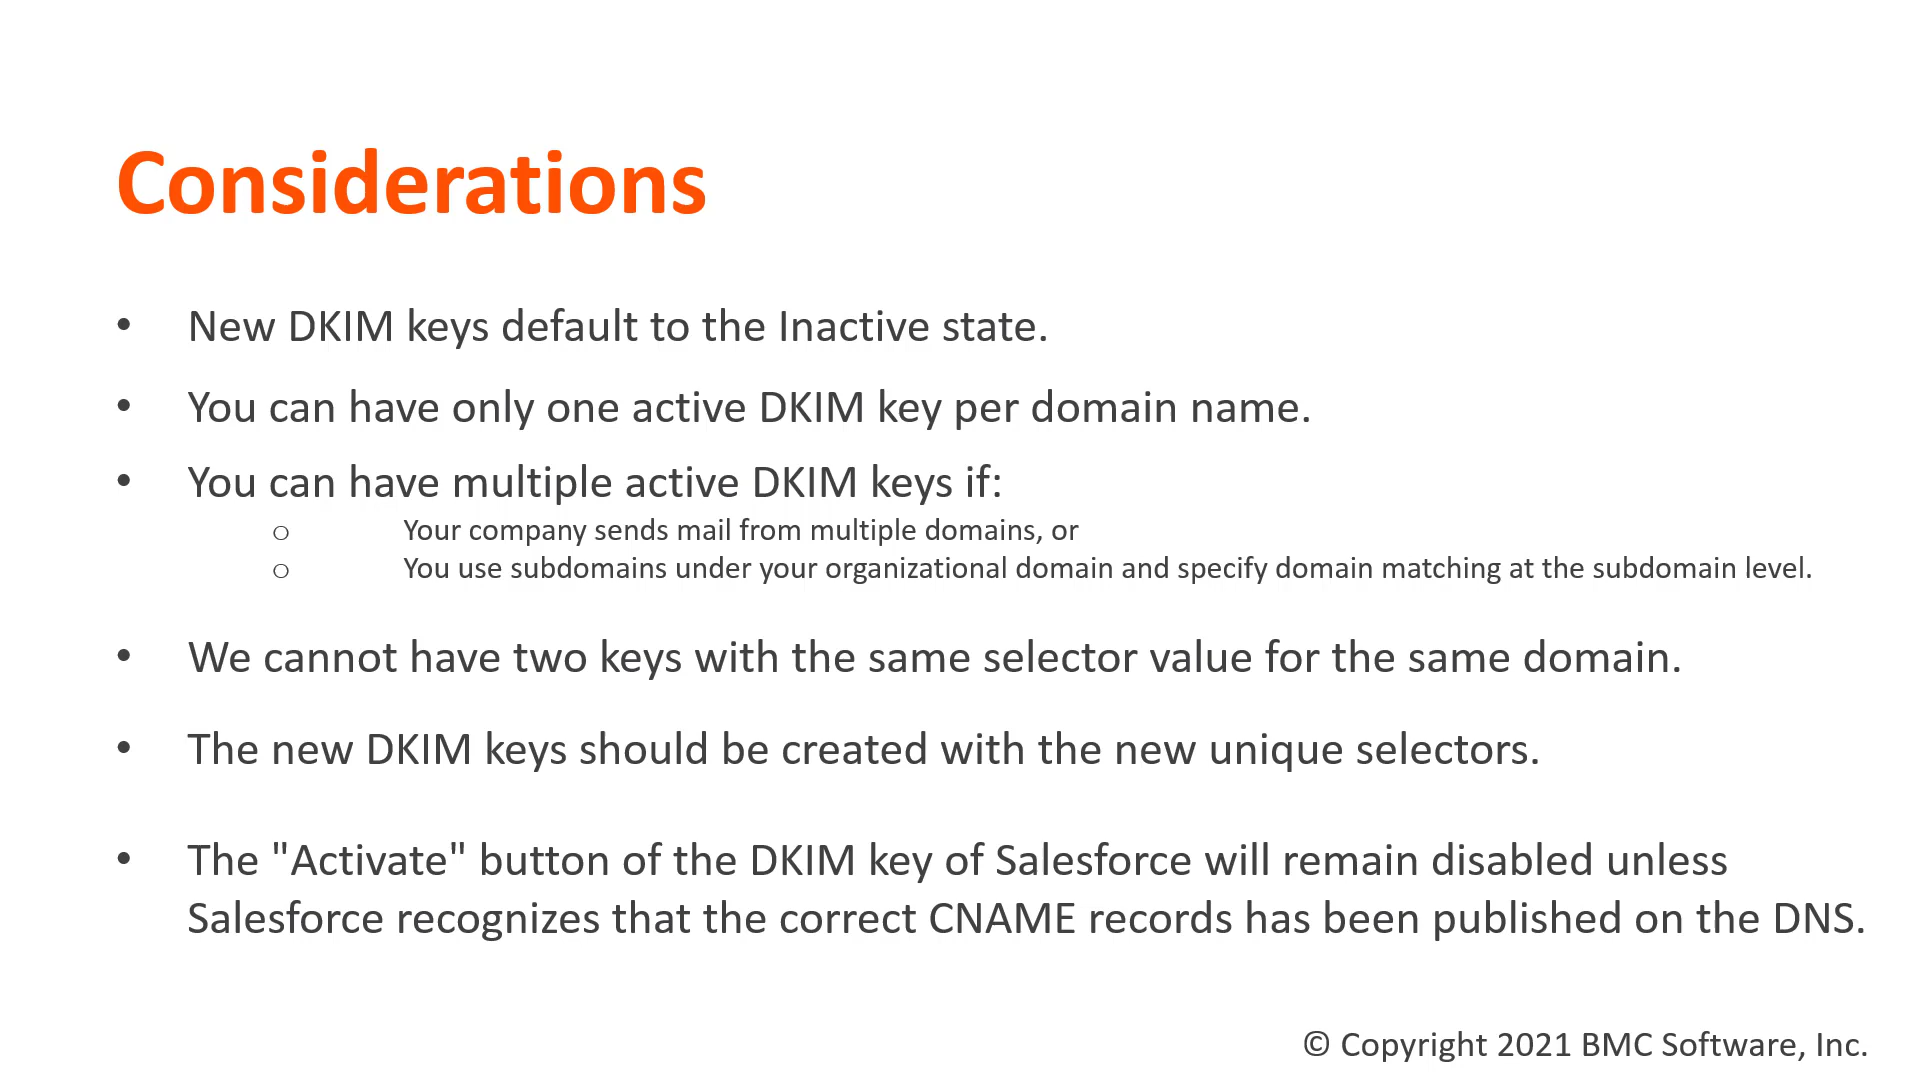 Considerations
• New DKIM keys default to the Inactive state.
• You can have only one active DKIM key per domain name.
• You can have multiple active DKIM keys if:
○ Your company sends mail from multiple domains, or
○ You use subdomains under your organizational domain and specify domain matching at the subdomain level.
• We cannot have two keys with the same selector value for the same domain.
• The new DKIM keys should be created with the new unique selectors.
• The "Activate" button of the DKIM key of Salesforce will remain disabled unless
Salesforce recognizes that the correct CNAME records has been published on the DNS.
© Copyright 2021 BMC Software, Inc.